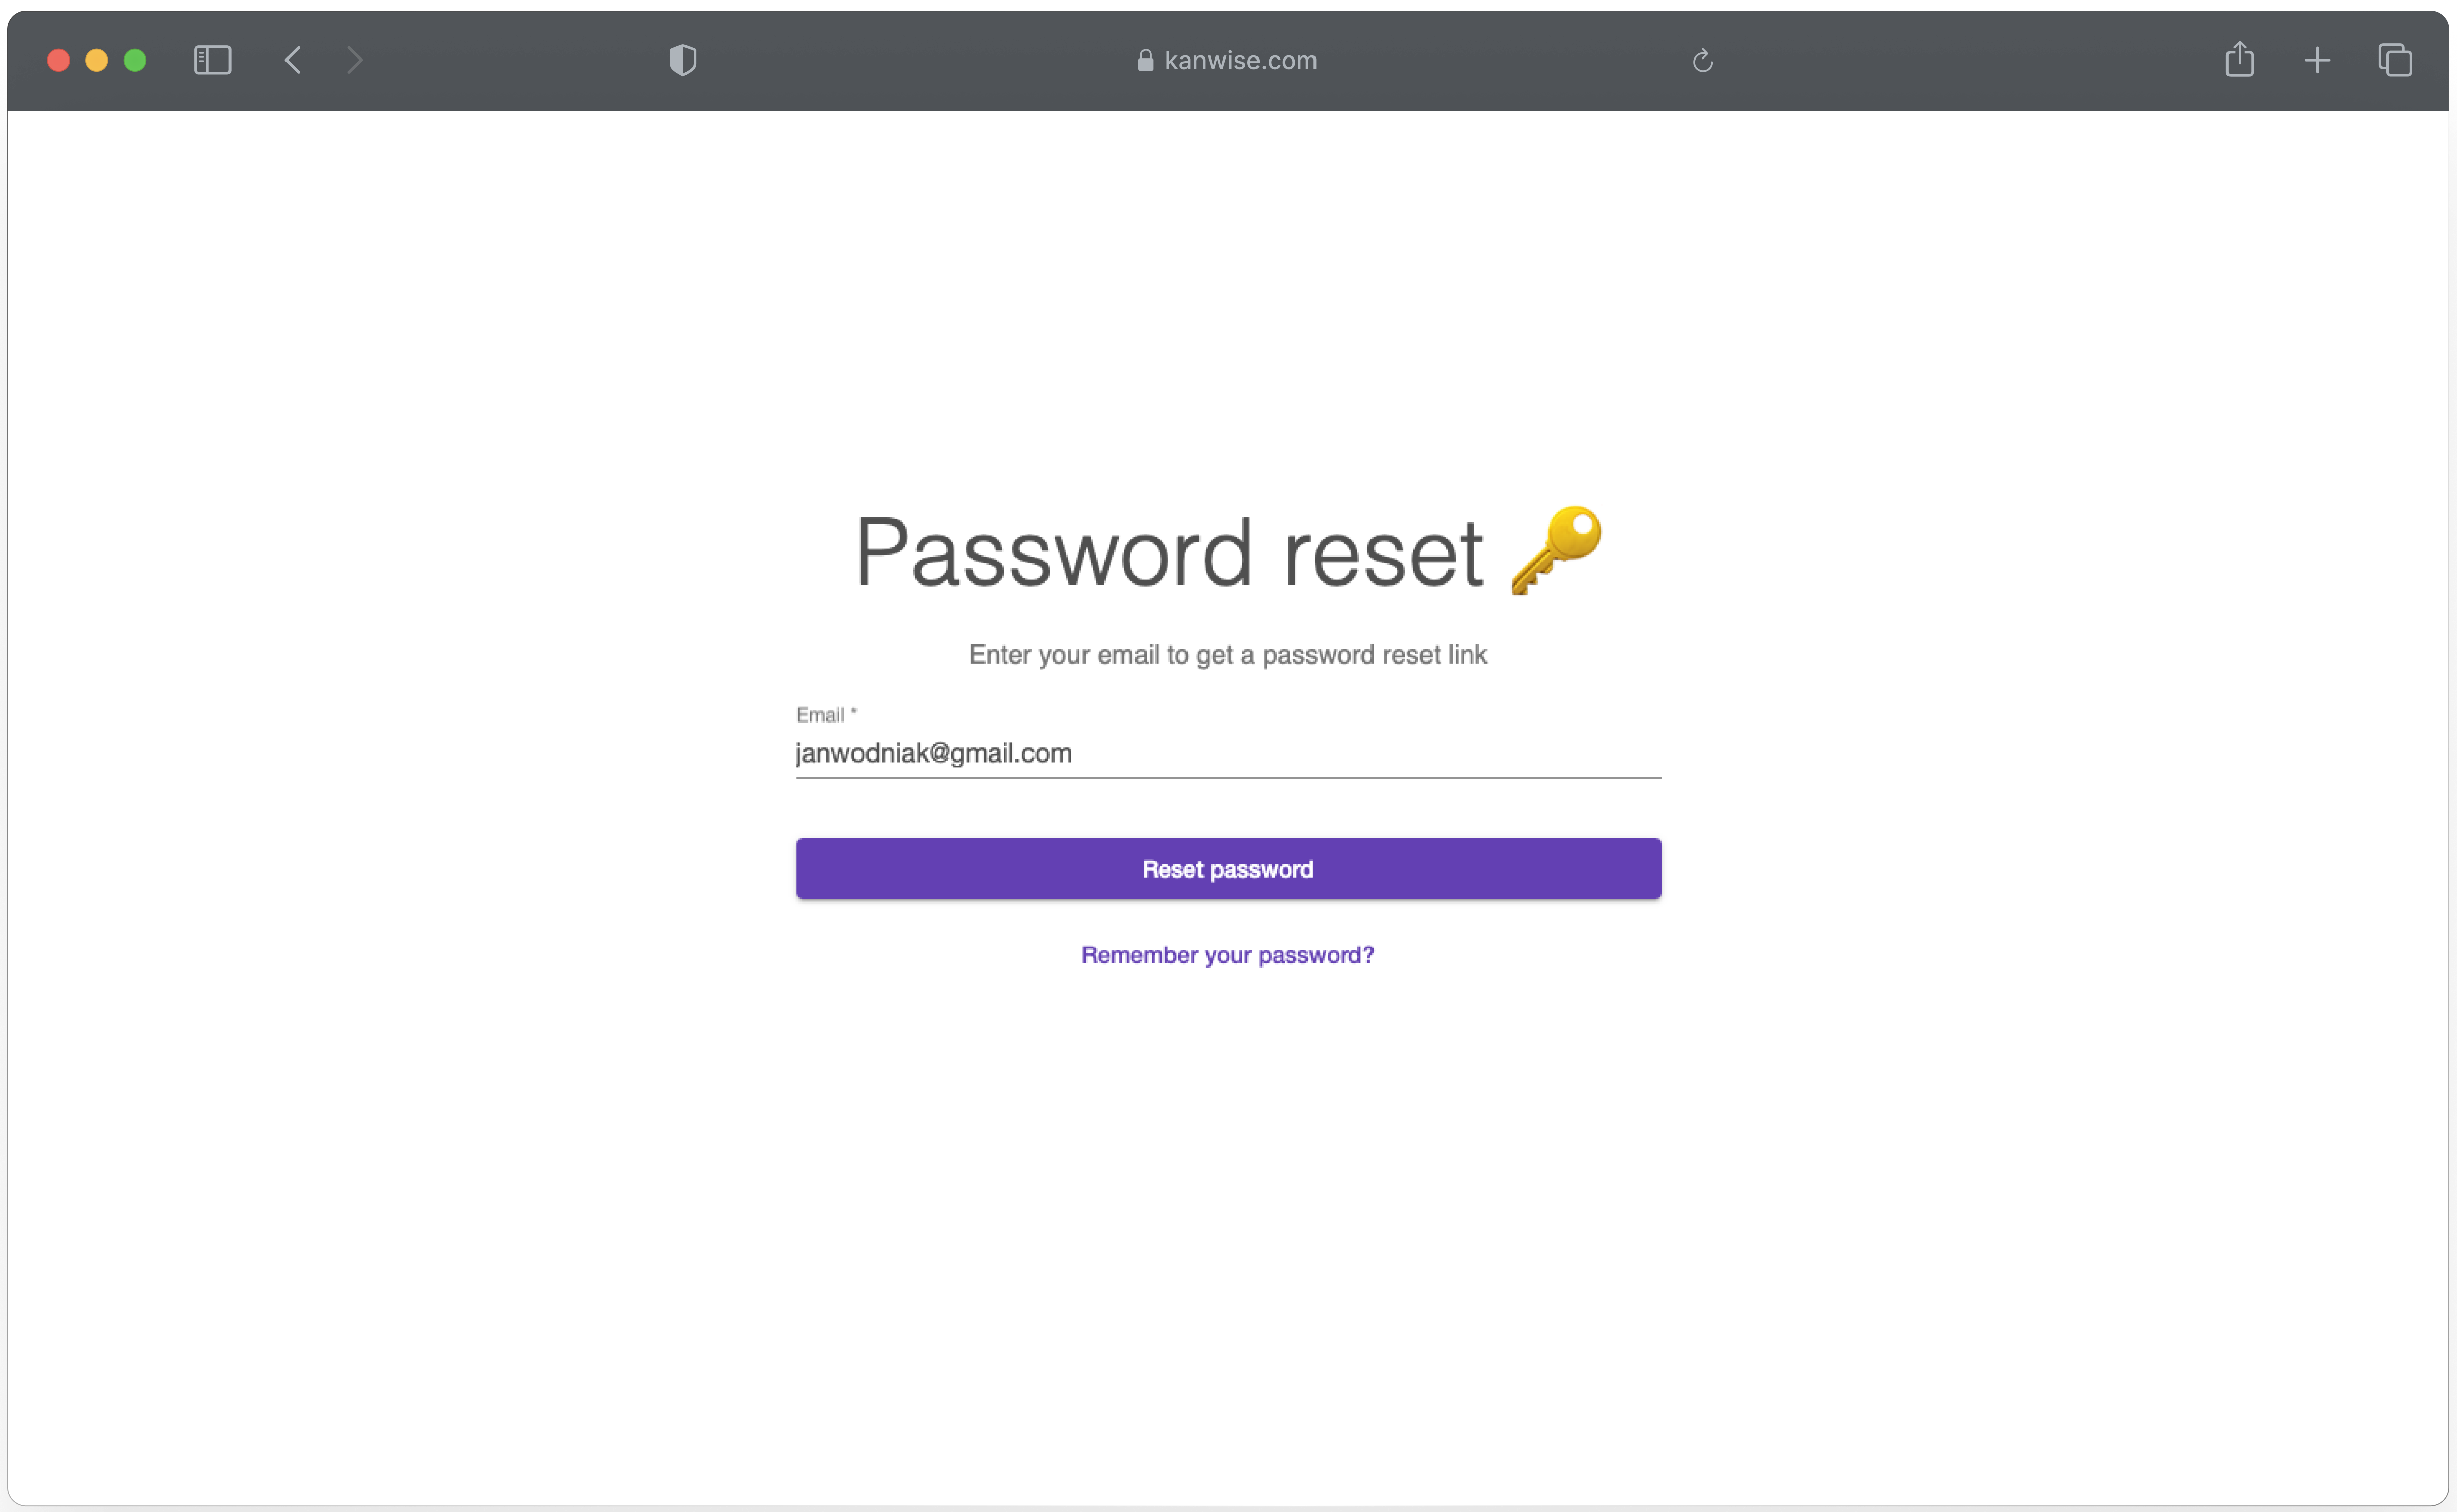 kanwise.com
Password reset 🔑
Enter your email to get a password reset link
Email *
janwodniak@gmail.com
Reset password
Remember your password?